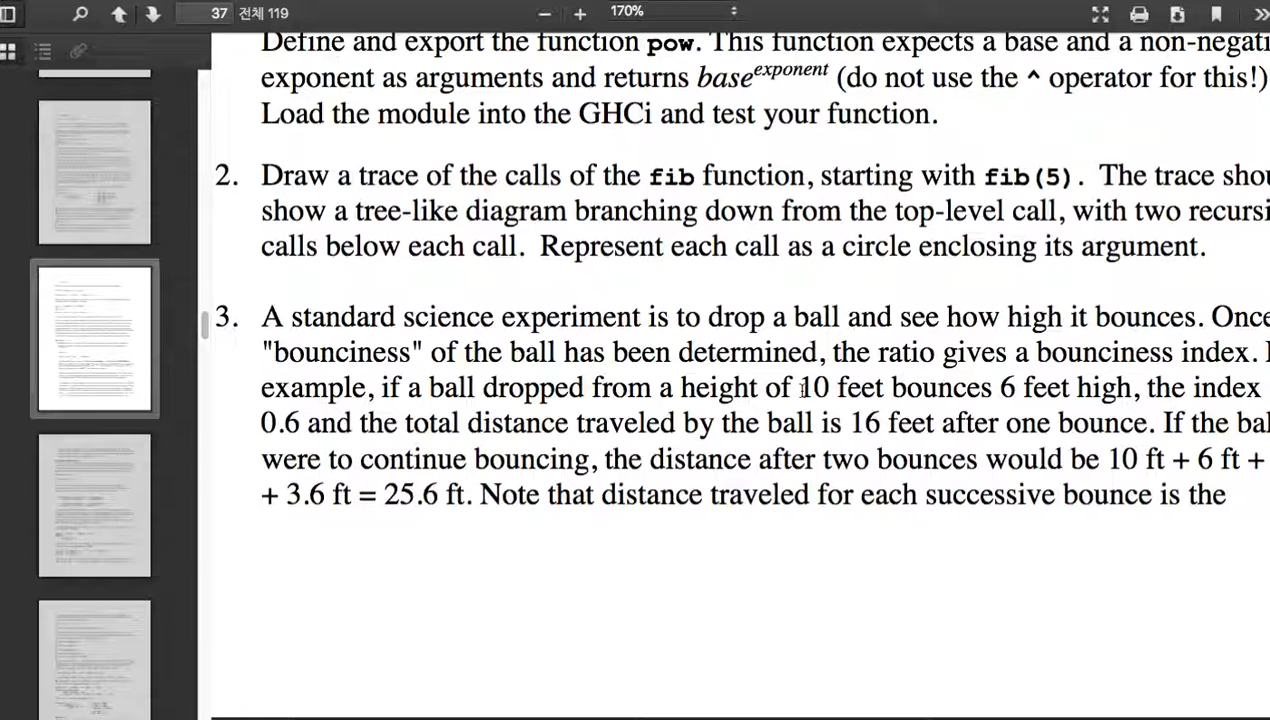 37 전체 119
170%
Define and export the function pow. This function expects a base and a non-negati
exponent as arguments and returns base^exponent (do not use the ^ operator for this!)
Load the module into the GHCi and test your function.
2. Draw a trace of the calls of the fib function, starting with fib(5). The trace shou
show a tree-like diagram branching down from the top-level call, with two recursi
calls below each call. Represent each call as a circle enclosing its argument.
3. A standard science experiment is to drop a ball and see how high it bounces. Once
"bounciness" of the ball has been determined, the ratio gives a bounciness index.
example, if a ball dropped from a height of 10 feet bounces 6 feet high, the index
0.6 and the total distance traveled by the ball is 16 feet after one bounce. If the bal
were to continue bouncing, the distance after two bounces would be 10 ft + 6 ft +
+ 3.6 ft = 25.6 ft. Note that distance traveled for each successive bounce is the